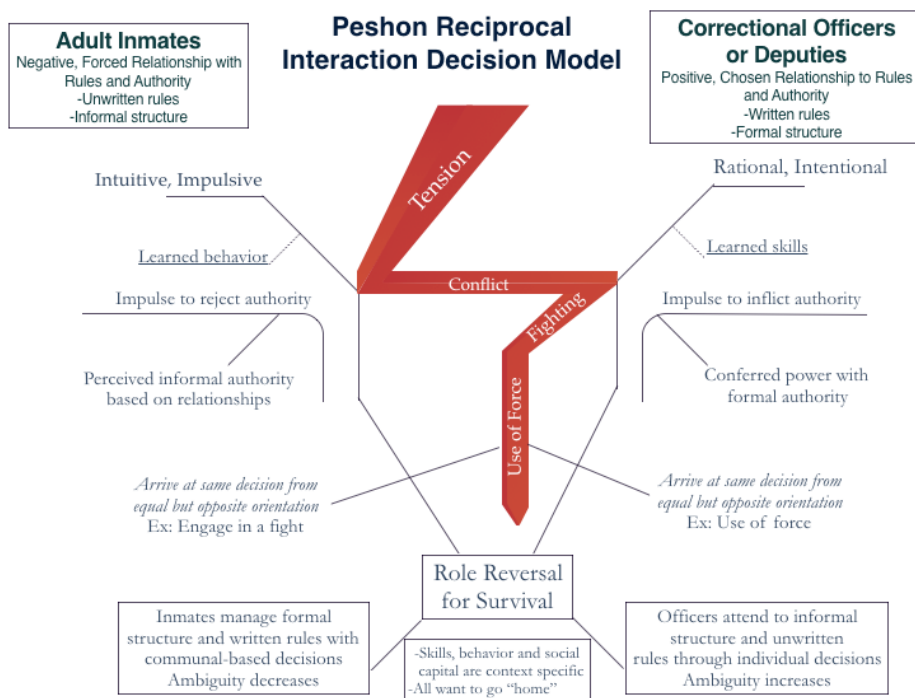 Peshon Reciprocal
Interaction Decision Model
Adult Inmates
Negative, Forced Relationship with
Rules and Authority
-Unwritten rules
-Informal structure
Correctional Officers
or Deputies
Positive, Chosen Relationship to Rules
and Authority
-Written rules
-Formal structure
Tension
Conflict
Fighting
Use of Force
Intuitive, Impulsive
Learned behavior
Impulse to reject authority
Perceived informal authority
based on relationships
Rational, Intentional
Learned skills
Impulse to inflict authority
Conferred power with
formal authority
Arrive at same decision from
equal but opposite orientation
Ex: Engage in a fight
Arrive at same decision from
equal but opposite orientation
Ex: Use of force
Role Reversal
for Survival
Inmates manage formal
structure and written rules with
communal-based decisions
Ambiguity decreases
-Skills, behavior and social
capital are context specific
-All want to go “home”
Officers attend to informal
structure and unwritten
rules through individual decisions
Ambiguity increases